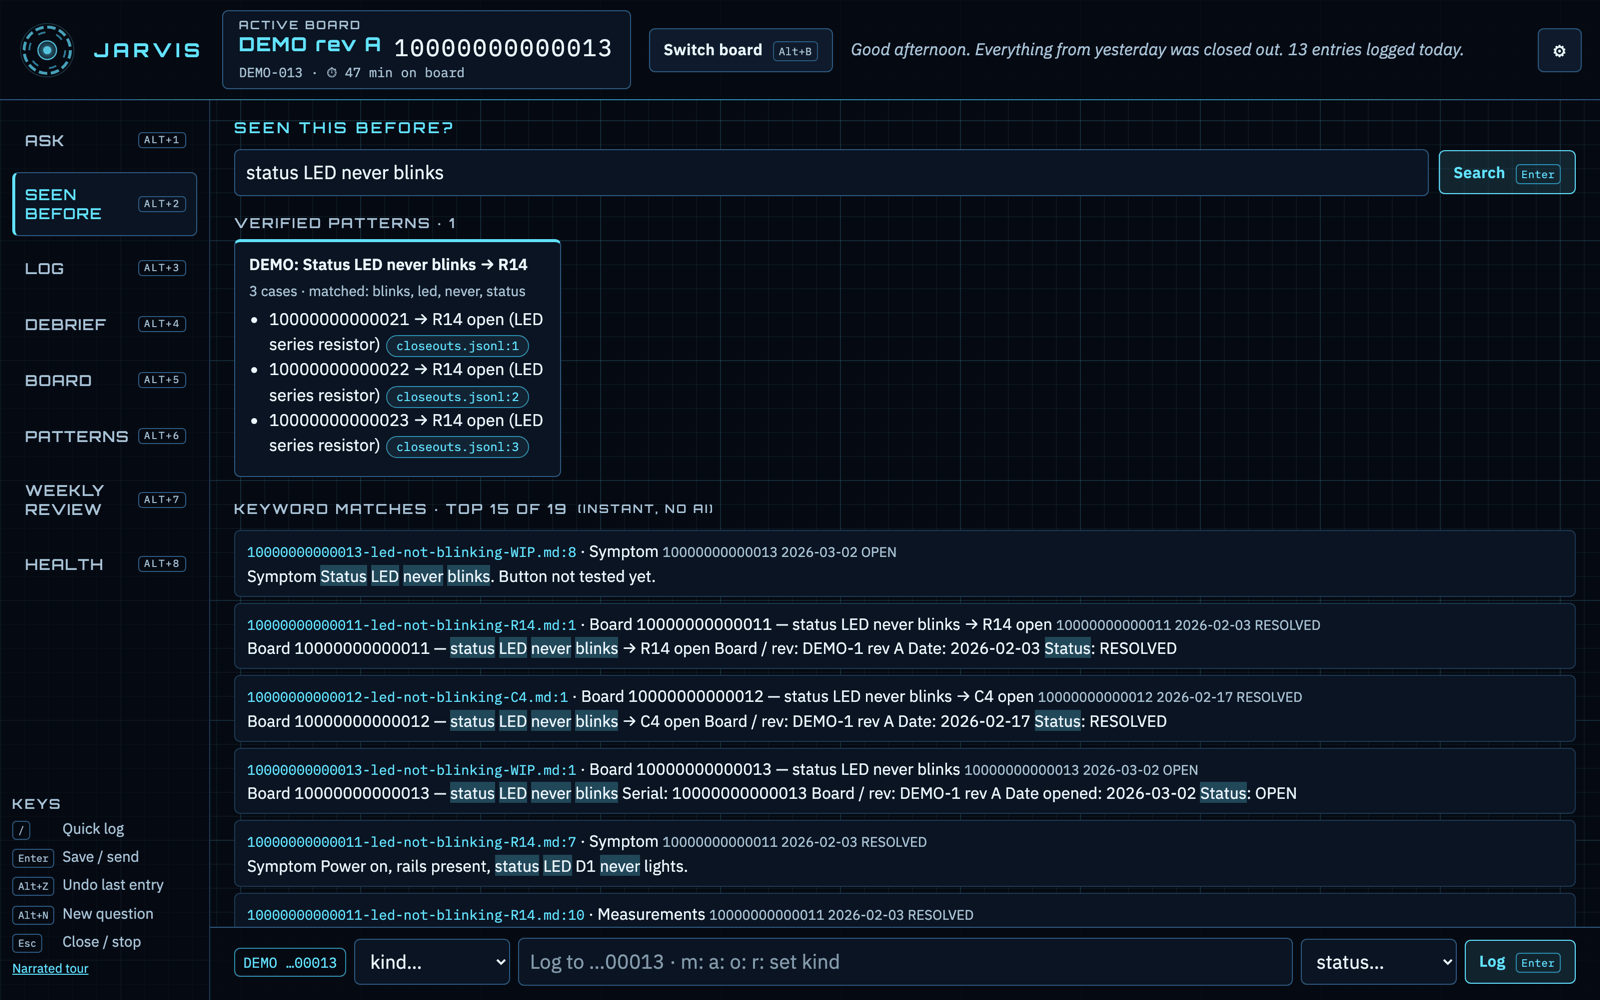 JARVIS
ACTIVE BOARD
DEMO rev A 10000000000013
DEMO-013 · ⏱ 47 min on board
Switch board Alt+B
Good afternoon. Everything from yesterday was closed out. 13 entries logged today.
⚙
ASK ALT+1
SEEN BEFORE ALT+2
LOG ALT+3
DEBRIEF ALT+4
BOARD ALT+5
PATTERNS ALT+6
WEEKLY REVIEW ALT+7
HEALTH ALT+8
KEYS
/ Quick log
Enter Save / send
Alt+Z Undo last entry
Alt+N New question
Esc Close / stop
Narrated tour
SEEN THIS BEFORE?
status LED never blinks
Search Enter
VERIFIED PATTERNS · 1
DEMO: Status LED never blinks → R14
3 cases · matched: blinks, led, never, status
• 10000000000021 → R14 open (LED
series resistor) closeouts.jsonl:1
• 10000000000022 → R14 open (LED
series resistor) closeouts.jsonl:2
• 10000000000023 → R14 open (LED
series resistor) closeouts.jsonl:3
KEYWORD MATCHES · TOP 15 OF 19 (INSTANT, NO AI)
10000000000013-led-not-blinking-WIP.md:8 · Symptom 10000000000013 2026-03-02 OPEN
Symptom Status LED never blinks. Button not tested yet.
10000000000011-led-not-blinking-R14.md:1 · Board 10000000000011 — status LED never blinks → R14 open 10000000000011 2026-02-03 RESOLVED
Board 10000000000011 — status LED never blinks → R14 open Board / rev: DEMO-1 rev A Date: 2026-02-03 Status: RESOLVED
10000000000012-led-not-blinking-C4.md:1 · Board 10000000000012 — status LED never blinks → C4 open 10000000000012 2026-02-17 RESOLVED
Board 10000000000012 — status LED never blinks → C4 open Board / rev: DEMO-1 rev A Date: 2026-02-17 Status: RESOLVED
10000000000013-led-not-blinking-WIP.md:1 · Board 10000000000013 — status LED never blinks 10000000000013 2026-03-02 OPEN
Board 10000000000013 — status LED never blinks Serial: 10000000000013 Board / rev: DEMO-1 rev A Date opened: 2026-03-02 Status: OPEN
10000000000011-led-not-blinking-R14.md:7 · Symptom 10000000000011 2026-02-03 RESOLVED
Symptom Power on, rails present, status LED D1 never lights.
10000000000011-led-not-blinking-R14.md:10 · Measurements 10000000000011 2026-02-03 RESOLVED
DEMO …00013
kind...
Log to …00013 · m: a: o: r: set kind
status...
Log Enter